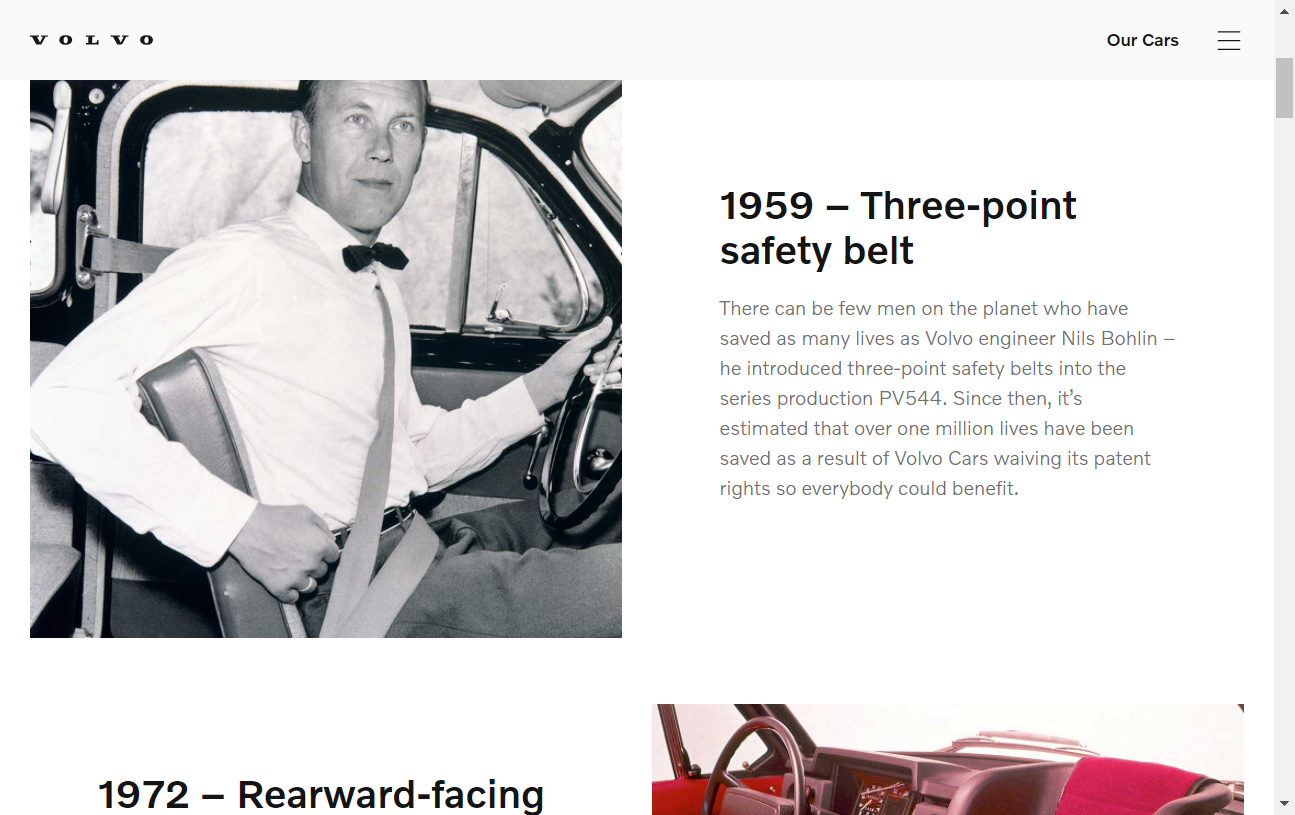 VOLVO
Our Cars
1959 – Three-point
safety belt
There can be few men on the planet who have
saved as many lives as Volvo engineer Nils Bohlin –
he introduced three-point safety belts into the
series production PV544. Since then, it’s
estimated that over one million lives have been
saved as a result of Volvo Cars waiving its patent
rights so everybody could benefit.
1972 – Rearward-facing